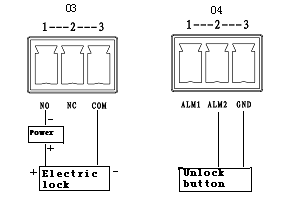 03
1---2---3
NO NC COM
-
Power
+
+ Electric lock -
04
1---2---3
ALM1 ALM2 GND
Unlock
button